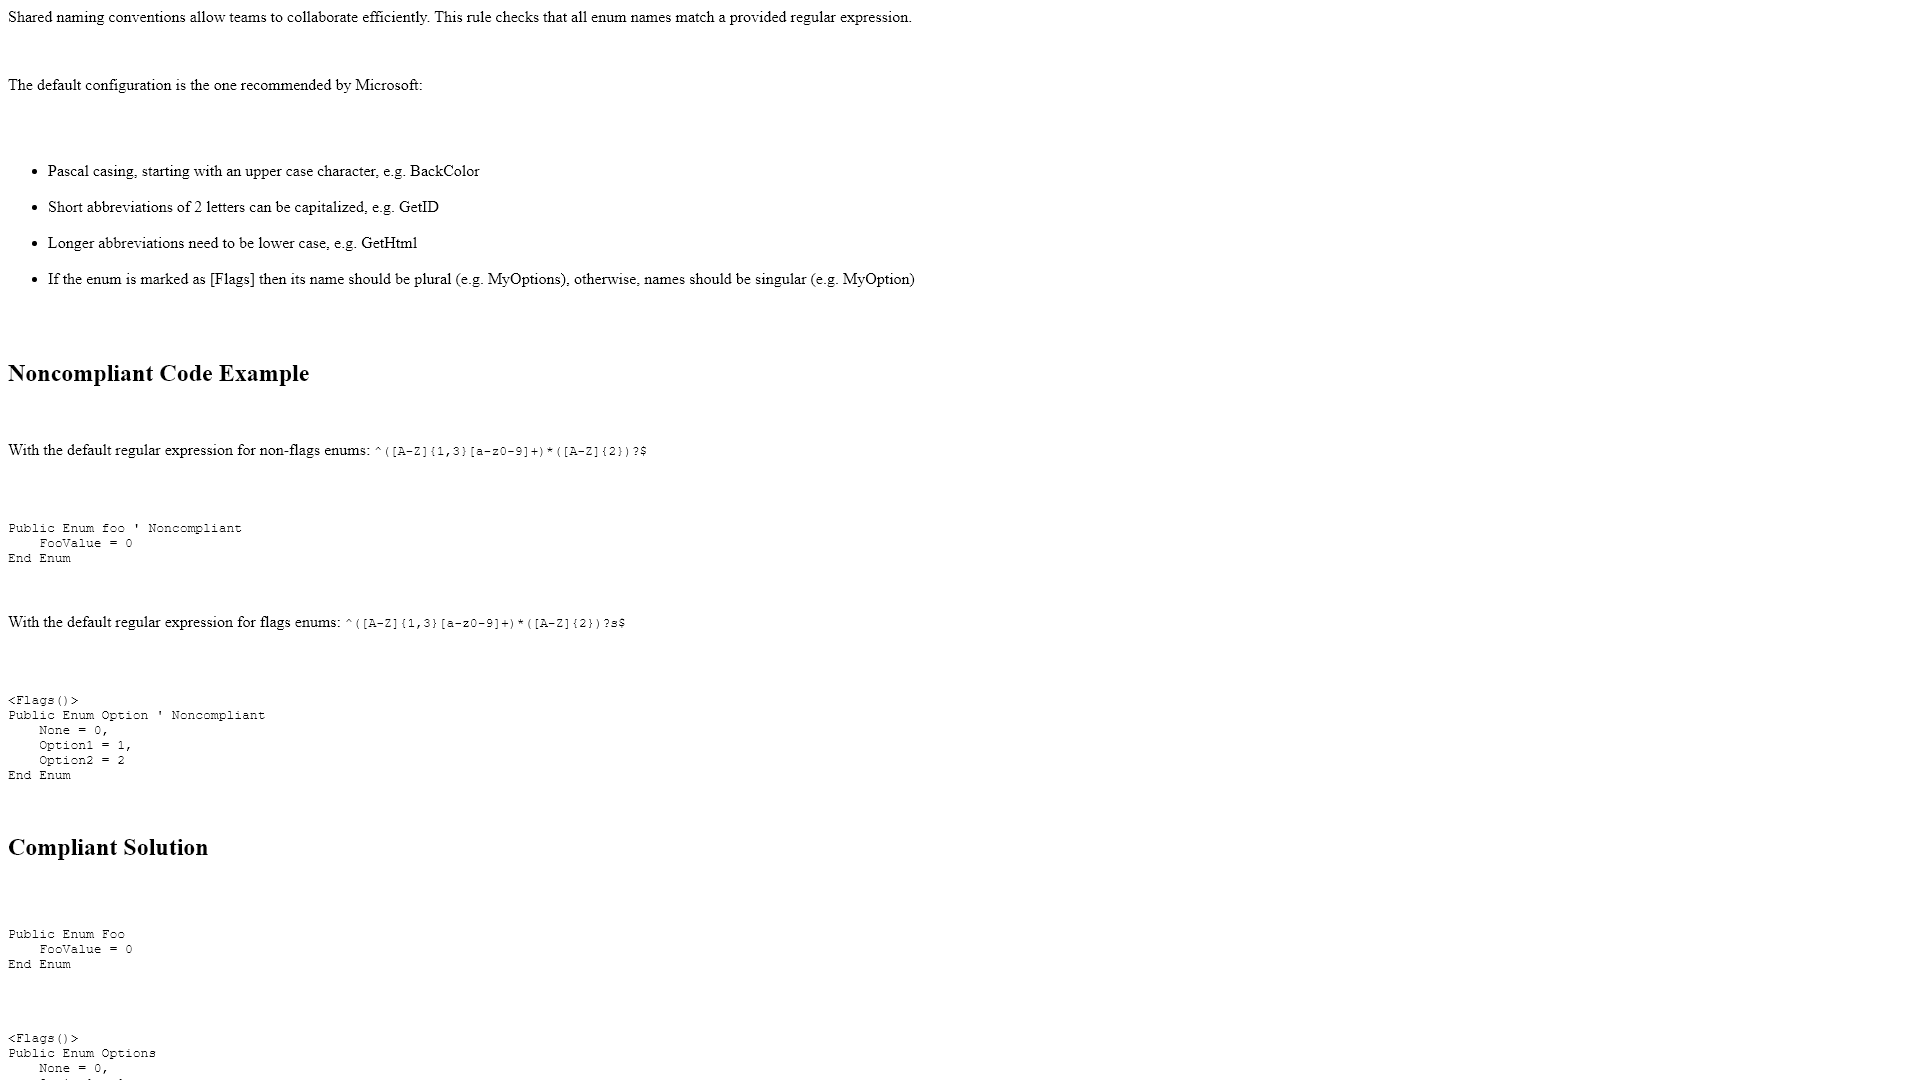 Shared naming conventions allow teams to collaborate efficiently. This rule checks that all enum names match a provided regular expression.
The default configuration is the one recommended by Microsoft:
• Pascal casing, starting with an upper case character, e.g. BackColor
• Short abbreviations of 2 letters can be capitalized, e.g. GetID
• Longer abbreviations need to be lower case, e.g. GetHtml
• If the enum is marked as [Flags] then its name should be plural (e.g. MyOptions), otherwise, names should be singular (e.g. MyOption)
Noncompliant Code Example
With the default regular expression for non-flags enums: ^([A-Z]{1,3}[a-z0-9]+)*([A-Z]{2})?$
Public Enum foo ' Noncompliant
    FooValue = 0
End Enum
With the default regular expression for flags enums: ^([A-Z]{1,3}[a-z0-9]+)*([A-Z]{2})?s$
<Flags()>
Public Enum Option ' Noncompliant
    None = 0,
    Option1 = 1,
    Option2 = 2
End Enum
Compliant Solution
Public Enum Foo
    FooValue = 0
End Enum
<Flags()>
Public Enum Options
    None = 0,